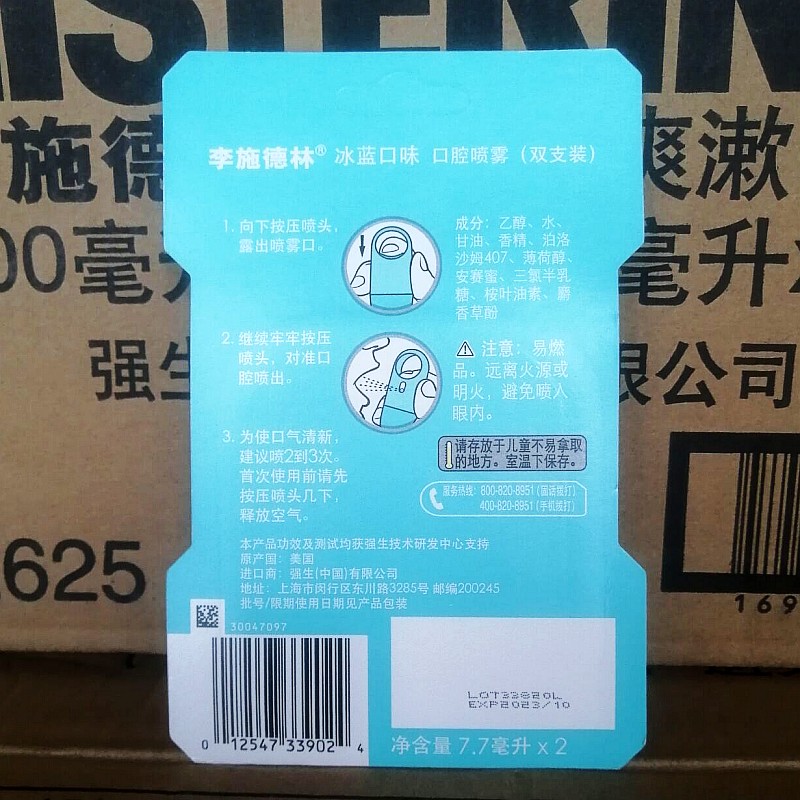 ISTERIN
施德
爽漱
00毫升
毫升
强生
限公司
625
169
李施德林® 冰蓝口味 口腔喷雾（双支装）
1. 向下按压喷头，
露出喷雾口。
2. 继续牢牢按压
喷头，对准口
腔喷出。
3. 为使口气清新，
建议喷2到3次。
首次使用前请先
按压喷头几下，
释放空气。
成分：乙醇、水、
甘油、香精、泊洛
沙姆407、薄荷醇、
安赛蜜、三氯半乳
糖、桉叶油素、麝
香草酚
注意：易燃
品。远离火源或
明火，避免喷入
眼内。
请存放于儿童不易拿取
的地方。室温下保存。
服务热线：800-820-8951（固话拨打）
400-820-8951（手机拨打）
本产品功效及测试均获强生技术研发中心支持
原产国：美国
进口商：强生(中国)有限公司
地址：上海市闵行区东川路3285号 邮编200245
批号/限期使用日期见产品包装
30047097
0 12547 33902 4
LOT33820L
EXP2023/10
净含量 7.7毫升 x 2